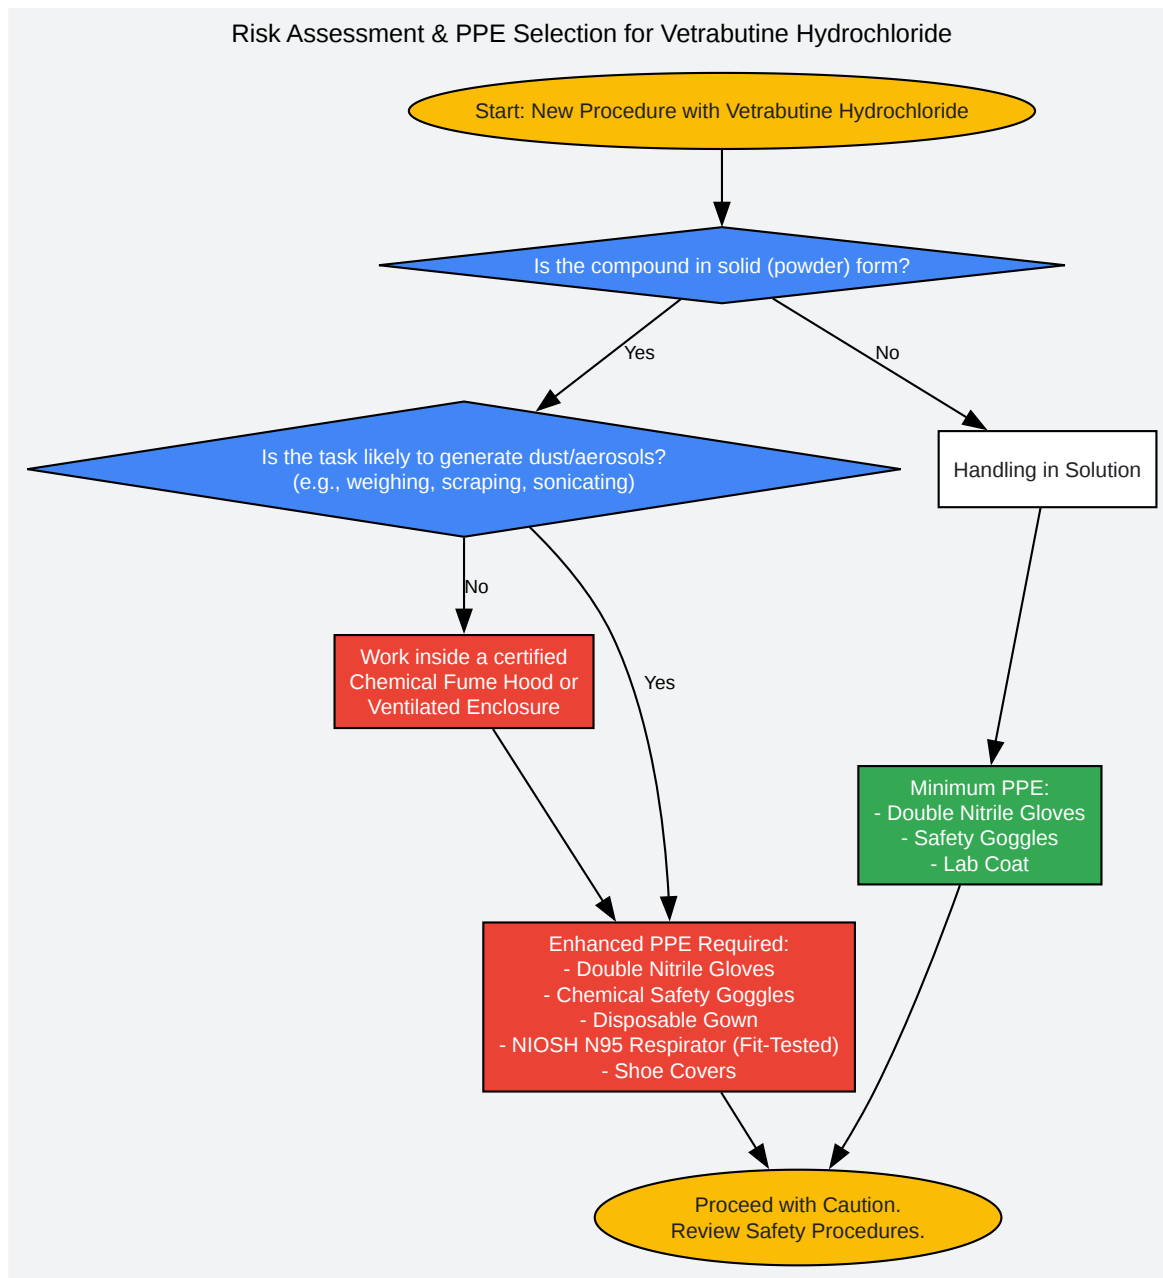 Risk Assessment & PPE Selection for Vetrabutine Hydrochloride
Start: New Procedure with Vetrabutine Hydrochloride
Is the compound in solid (powder) form?
Yes
No
Is the task likely to generate dust/aerosols?
(e.g., weighing, scraping, sonicating)
Handling in Solution
No
Yes
Work inside a certified
Chemical Fume Hood or
Ventilated Enclosure
Minimum PPE:
- Double Nitrile Gloves
- Safety Goggles
- Lab Coat
Enhanced PPE Required:
- Double Nitrile Gloves
- Chemical Safety Goggles
- Disposable Gown
- NIOSH N95 Respirator (Fit-Tested)
- Shoe Covers
Proceed with Caution.
Review Safety Procedures.